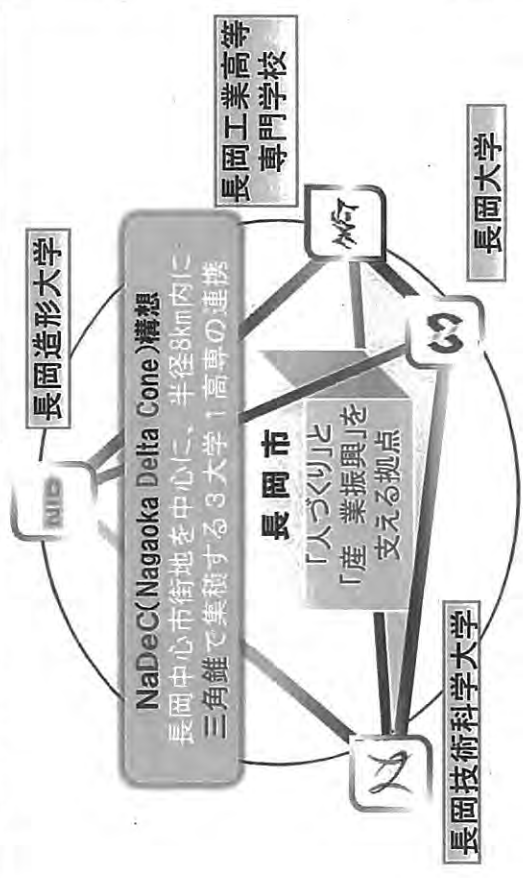 長岡造形大学
NaDeC(Nagaoka Delta Cone)構想
長岡中心市街地を中心に、半径8km内に
三角錐で集積する3大学1高専の連携
長岡工業高等
専門学校
長岡市
「人づくり」と
「産 業振興」を
支える拠点
長岡大学
長岡技術科学大学